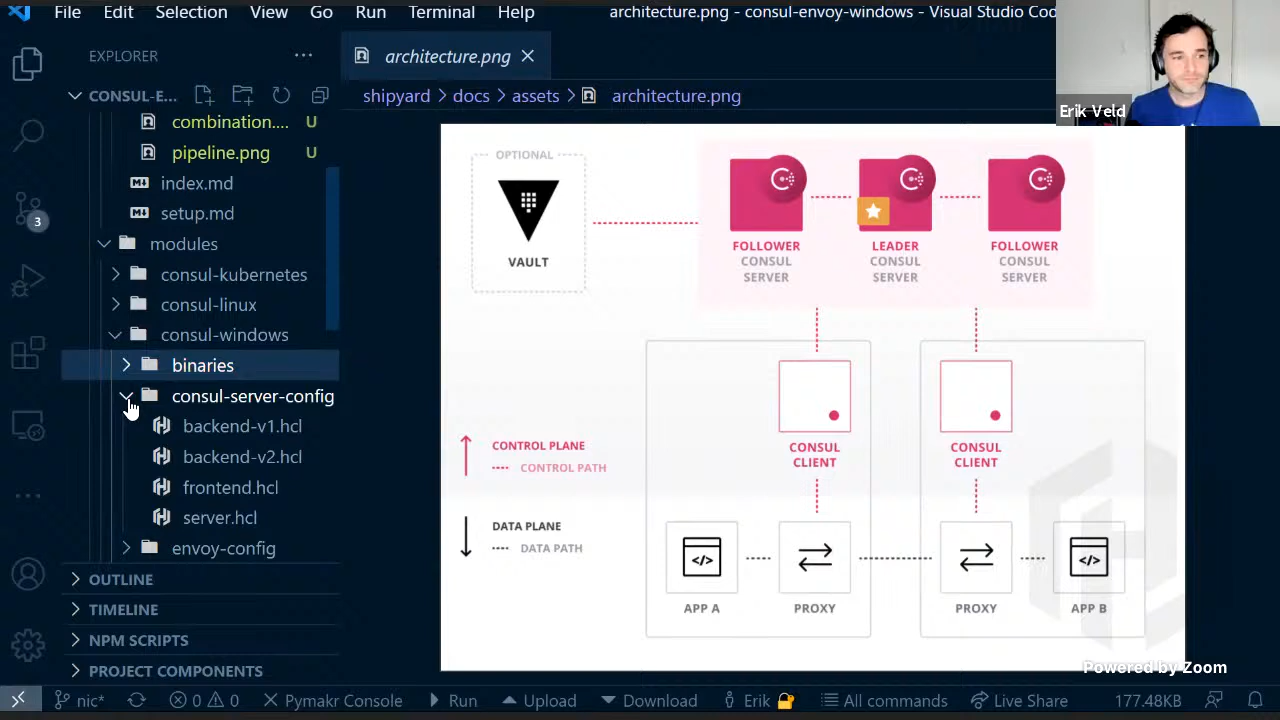 Edit Selection View Go Run Terminal Help architecture.png - consul-envoy-windows - Visual Studio Cod
EXPLORER ···
architecture.png
CONSUL-E...
shipyard > docs > assets > architecture.png
combination.... U
pipeline.png U
index.md
setup.md
3
modules
consul-kubernetes
consul-linux
consul-windows
binaries
consul-server-config
backend-v1.hcl
backend-v2.hcl
frontend.hcl
server.hcl
envoy-config
OUTLINE
TIMELINE
NPM SCRIPTS
PROJECT COMPONENTS
Erik Veld
OPTIONAL
VAULT
FOLLOWER
CONSUL
SERVER
LEADER
CONSUL
SERVER
FOLLOWER
CONSUL
SERVER
CONTROL PLANE
CONTROL PATH
DATA PLANE
DATA PATH
CONSUL
CLIENT
CONSUL
CLIENT
</>
APP A
PROXY
PROXY
</>
APP B
Powered by Zoom
nic* 0 0 Pymakr Console Run Upload Download Erik All commands Live Share 177.48KB